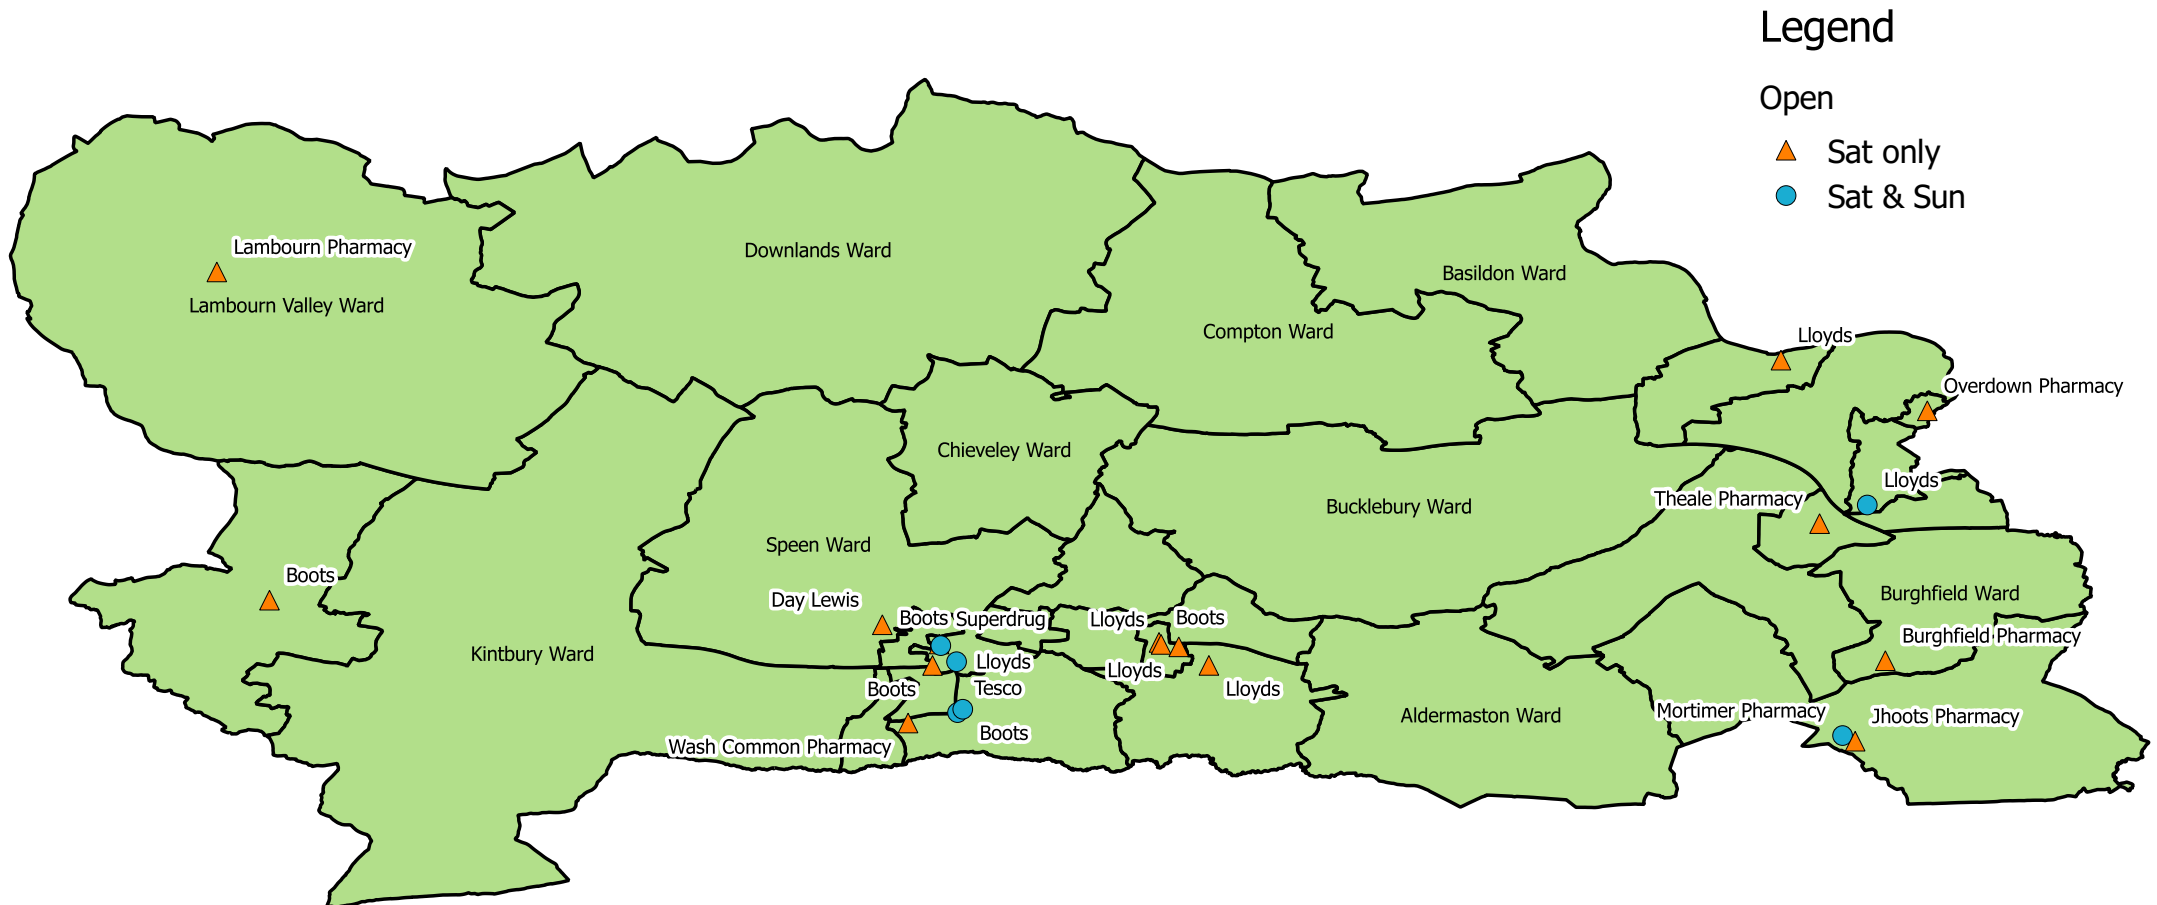 Legend
Open
Sat only
Sat & Sun
Lambourn Pharmacy
Lambourn Valley Ward
Downlands Ward
Basildon Ward
Compton Ward
Lloyds
Overdown Pharmacy
Chieveley Ward
Lloyds
Theale Pharmacy
Bucklebury Ward
Speen Ward
Boots
Burghfield Ward
Day Lewis
Boots
Superdrug
Lloyds
Boots
Burghfield Pharmacy
Kintbury Ward
Lloyds
Lloyds
Boots
Tesco
Lloyds
Aldermaston Ward
Mortimer Pharmacy
Jhoots Pharmacy
Boots
Wash Common Pharmacy